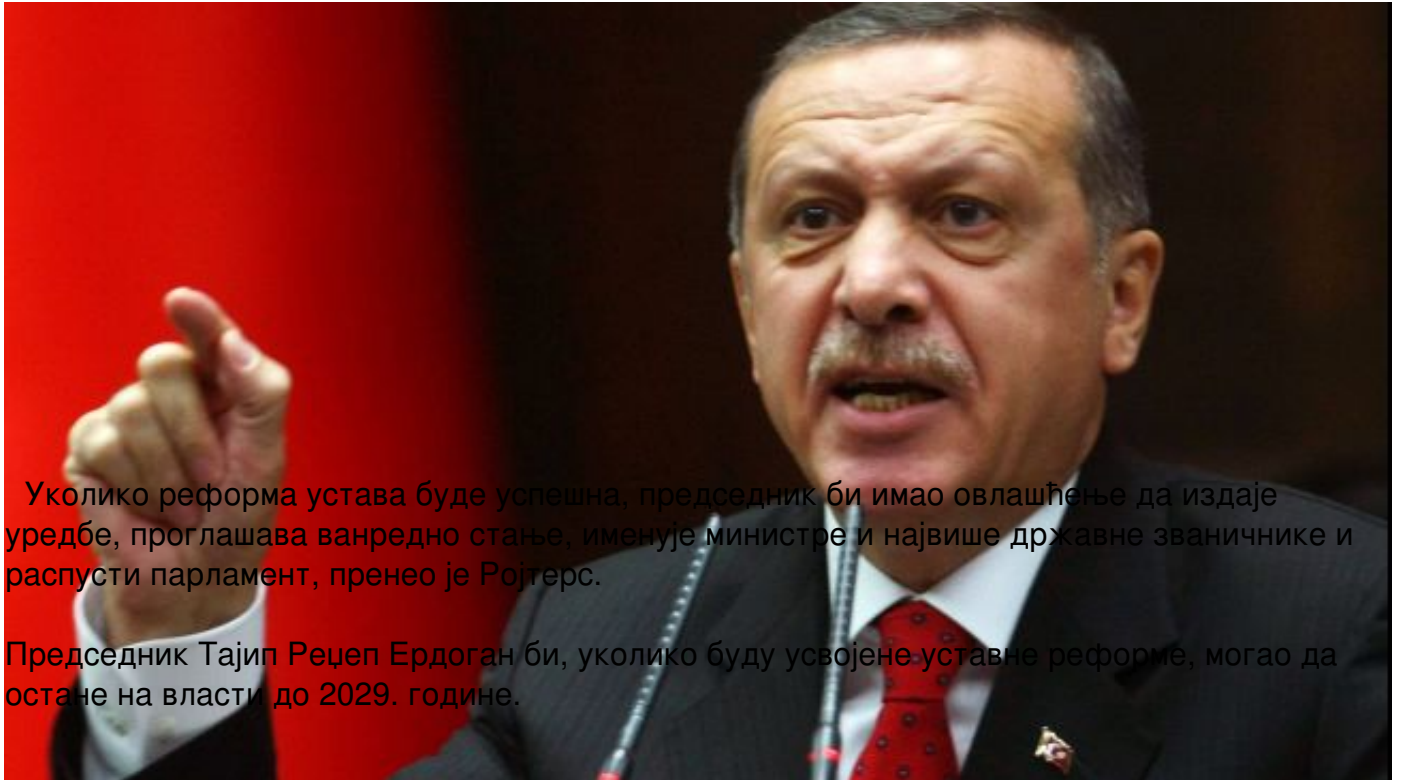 Уколико реформа устава буде успешна, председник би имао овлашћење да издаје
уредбе, проглашава ванредно стање, именује министре и највише државне званичнике и
распусти парламент, пренео је Ројтерс.
Председник Тајип Реџеп Ердоган би, уколико буду усвојене уставне реформе, могао да
остане на власти до 2029. године.